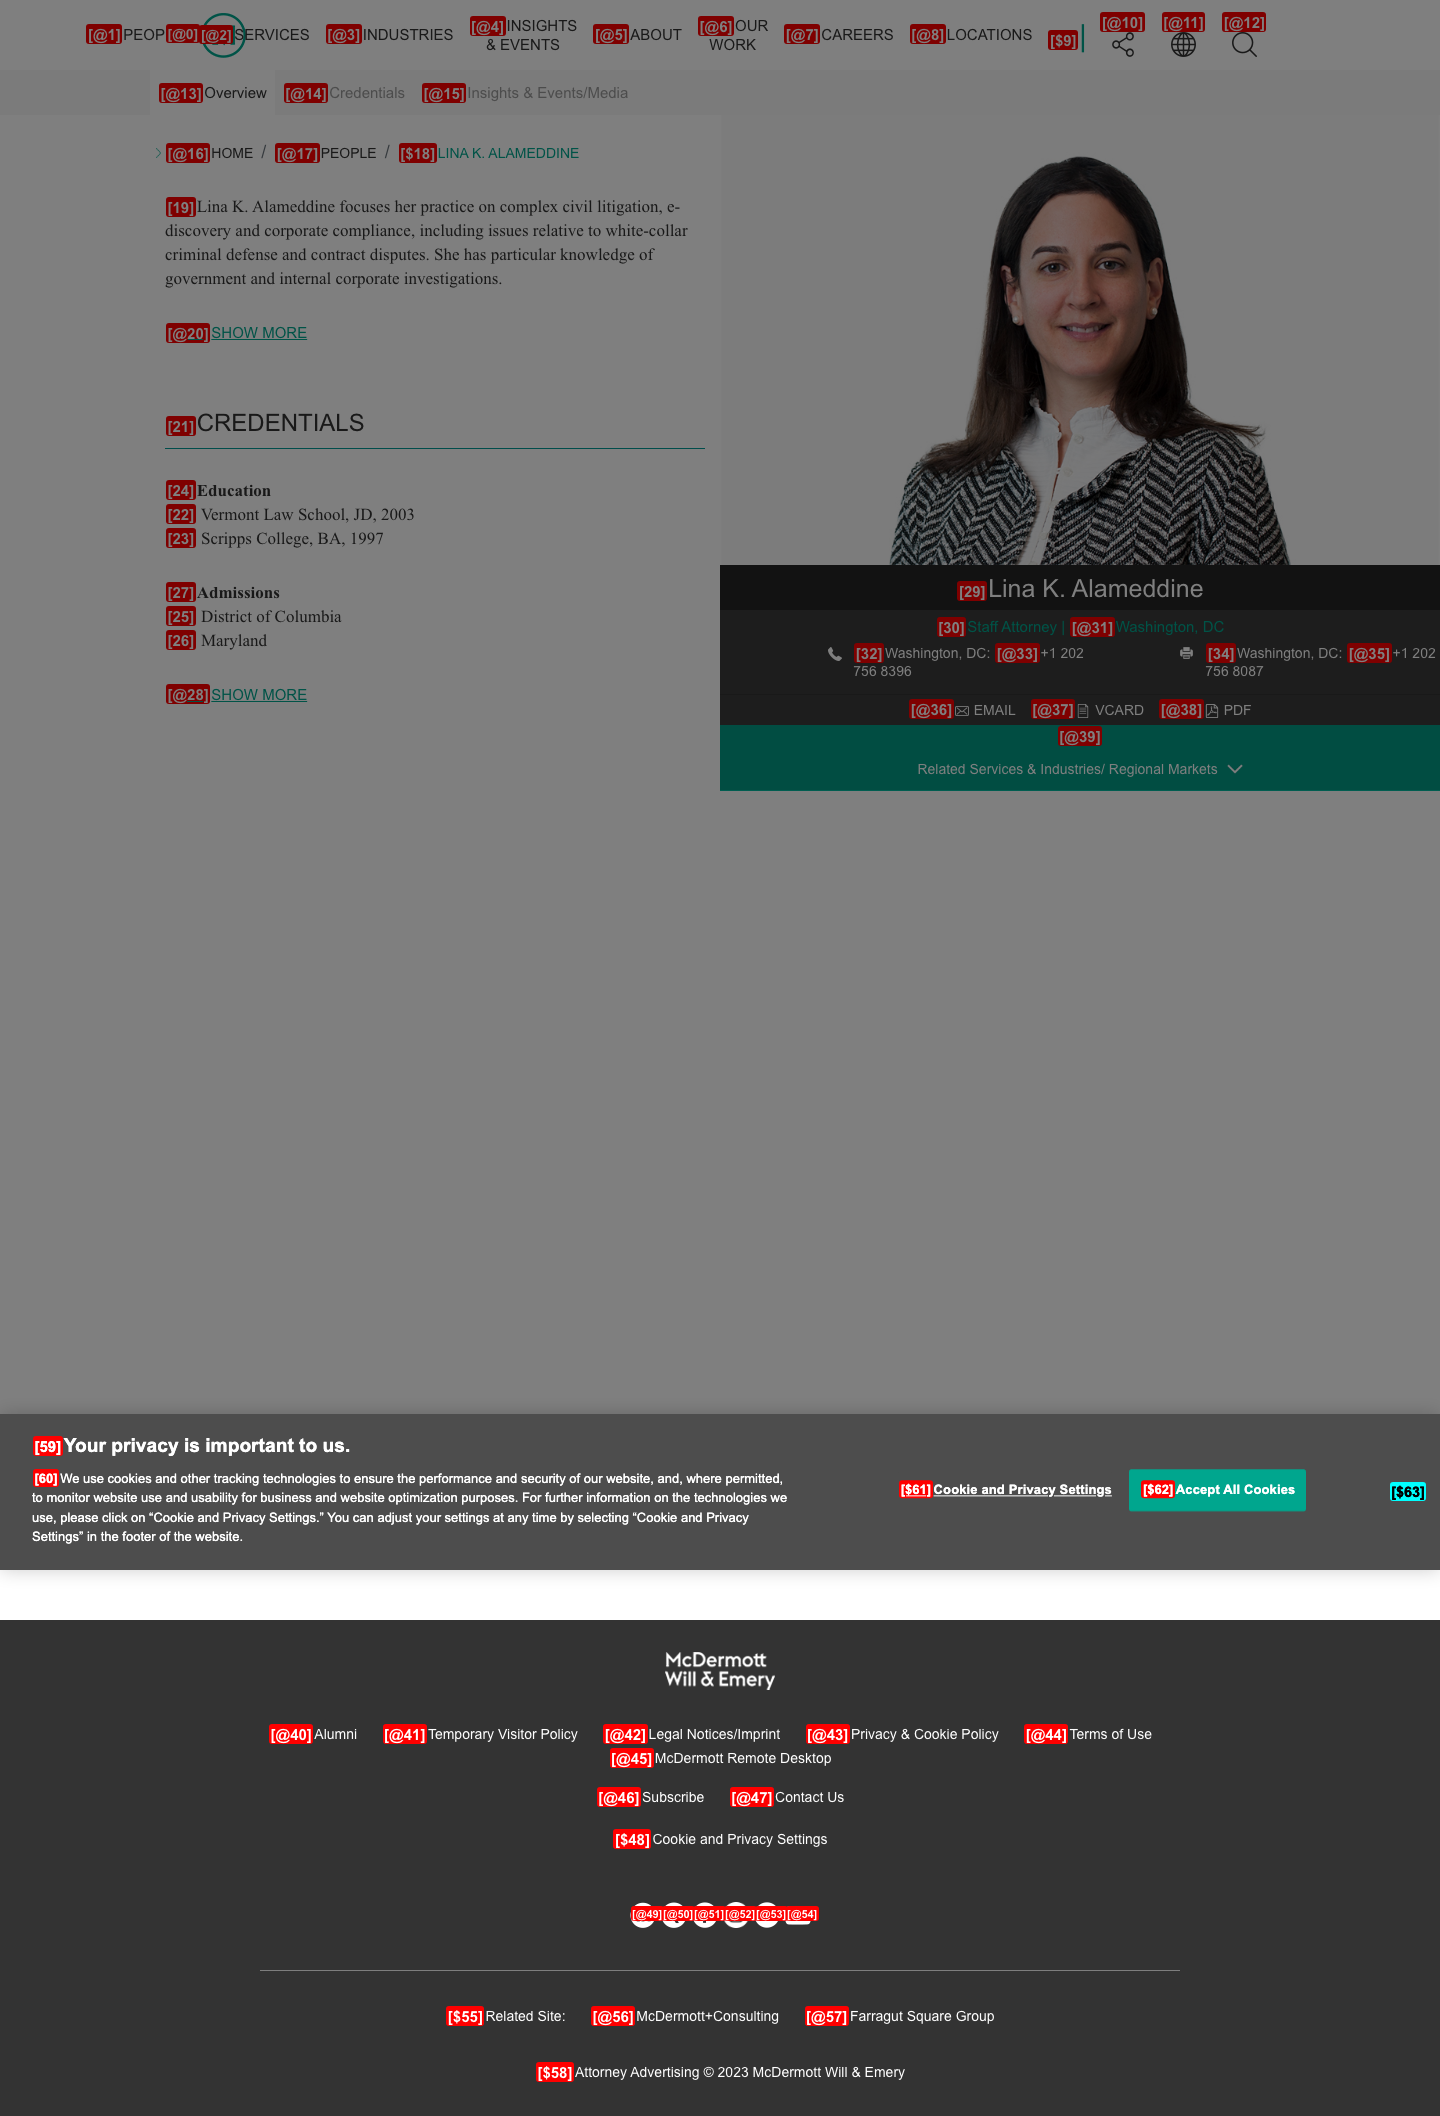 [@1]PEOP[@0][@2]SERVICES [@3]INDUSTRIES [@4]INSIGHTS & EVENTS [@5]ABOUT [@6]OUR WORK [@7]CAREERS [@8]LOCATIONS [$9] [@10] [@11] [@12]
[@13]Overview [@14]Credentials [@15]Insights & Events/Media
[@16]HOME / [@17]PEOPLE / [$18]LINA K. ALAMEDDINE
[19]Lina K. Alameddine focuses her practice on complex civil litigation, e-
discovery and corporate compliance, including issues relative to white-collar
criminal defense and contract disputes. She has particular knowledge of
government and internal corporate investigations.
[@20]SHOW MORE
[21]CREDENTIALS
[24]Education
[22] Vermont Law School, JD, 2003
[23] Scripps College, BA, 1997
[27]Admissions
[25] District of Columbia
[26] Maryland
[@28]SHOW MORE
[29]Lina K. Alameddine
[30]Staff Attorney | [@31]Washington, DC
[32]Washington, DC: [@33]+1 202
756 8396
[34]Washington, DC: [@35]+1 202
756 8087
[@36] EMAIL [@37] VCARD [@38] PDF
[@39]
Related Services & Industries/ Regional Markets
[59]Your privacy is important to us.
[60]We use cookies and other tracking technologies to ensure the performance and security of our website, and, where permitted,
to monitor website use and usability for business and website optimization purposes. For further information on the technologies we
use, please click on “Cookie and Privacy Settings.” You can adjust your settings at any time by selecting “Cookie and Privacy
Settings” in the footer of the website.
[$61]Cookie and Privacy Settings [$62]Accept All Cookies [$63]
McDermott
Will & Emery
[@40]Alumni [@41]Temporary Visitor Policy [@42]Legal Notices/Imprint [@43]Privacy & Cookie Policy [@44]Terms of Use
[@45]McDermott Remote Desktop
[@46]Subscribe [@47]Contact Us
[$48]Cookie and Privacy Settings
[@49][@50][@51][@52][@53][@54]
[$55]Related Site: [@56]McDermott+Consulting [@57]Farragut Square Group
[$58]Attorney Advertising © 2023 McDermott Will & Emery